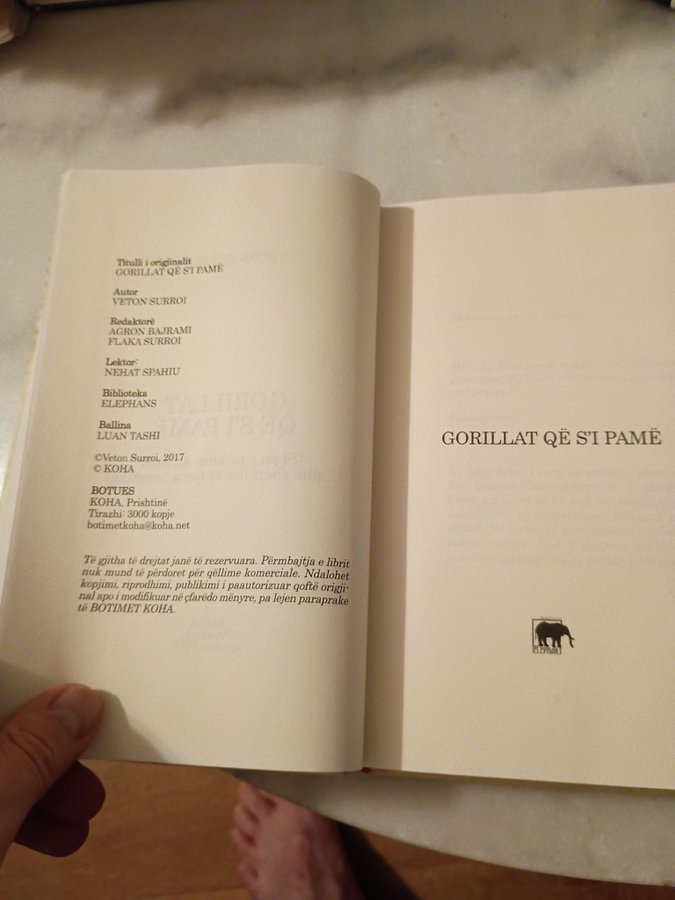 Titulli i origjinalit
GORILLAT QË S'I PAMË
Autor
VETON SURROI
Redaktorë
AGRON BAJRAMI
FLAKA SURROI
Lektor:
NEHAT SPAHIU
Biblioteka
ELEPHANS
Ballina
LUAN TASHI
©Veton Surroi, 2017
© KOHA
BOTUES
KOHA, Prishtinë
Tirazhi: 3000 kopje
botimetkoha@koha.net
Të gjitha të drejtat janë të rezervuara. Përmbajtja e librit
nuk mund të përdoret për qëllime komerciale. Ndalohet
kopjimi, riprodhimi, publikimi i paautorizuar qoftë origji-
nal apo i modifikuar në çfarëdo mënyre, pa lejen paraprake
të BOTIMET KOHA.
GORILLAT QË S'I PAMË